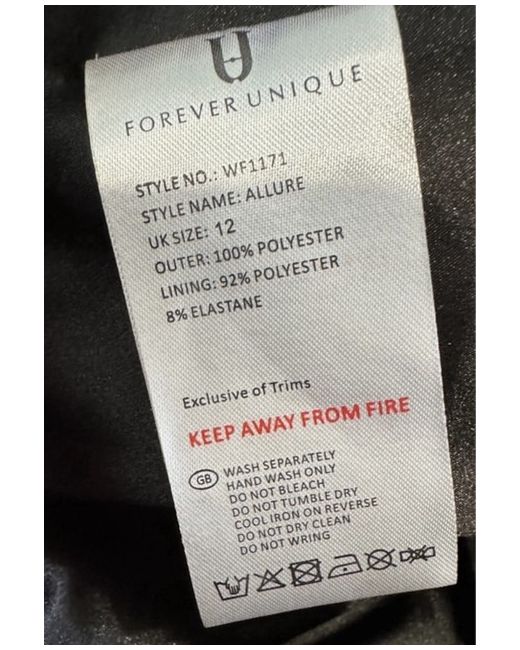 FOREVER UNIQUE
STYLE NO.: WF1171
STYLE NAME: ALLURE
UK SIZE: 12
OUTER: 100% POLYESTER
LINING: 92% POLYESTER
8% ELASTANE
Exclusive of Trims
KEEP AWAY FROM FIRE
GB WASH SEPARATELY
HAND WASH ONLY
DO NOT BLEACH
DO NOT TUMBLE DRY
COOL IRON ON REVERSE
DO NOT DRY CLEAN
DO NOT WRING